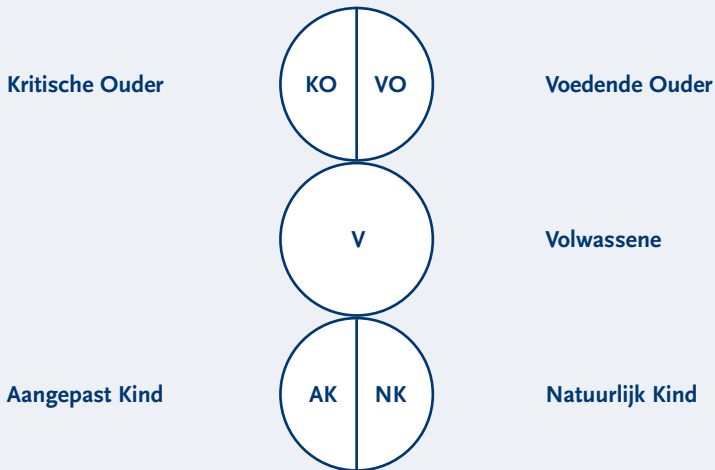 Kritische Ouder KO VO Voedende Ouder
V Volwassene
Aangepast Kind AK NK Natuurlijk Kind